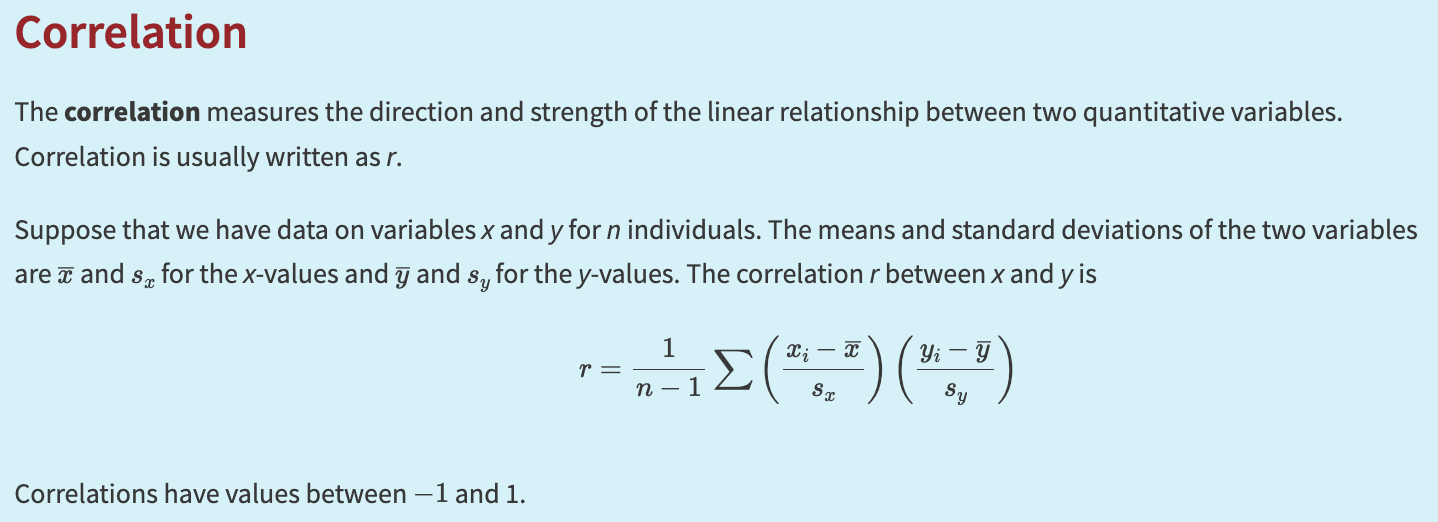 Correlation
The correlation measures the direction and strength of the linear relationship between two quantitative variables.
Correlation is usually written as r.
Suppose that we have data on variables x and y for n individuals. The means and standard deviations of the two variables
are x̅ and sₓ for the x-values and y̅ and s_y for the y-values. The correlation r between x and y is
r = \frac{1}{n - 1} \sum \left( \frac{x_i - \overline{x}}{s_x} \right) \left( \frac{y_i - \overline{y}}{s_y} \right)
Correlations have values between −1 and 1.